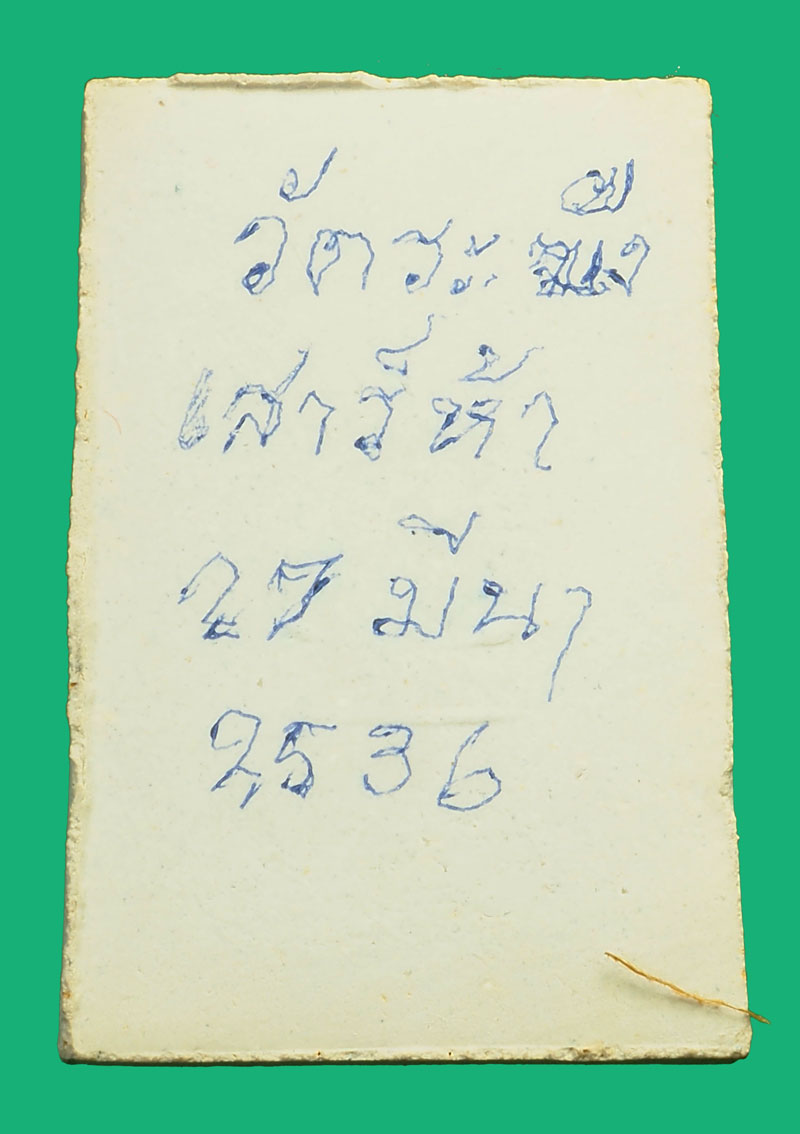 วัดระฆัง
เสาร์ห้า
27 มีนา
2536